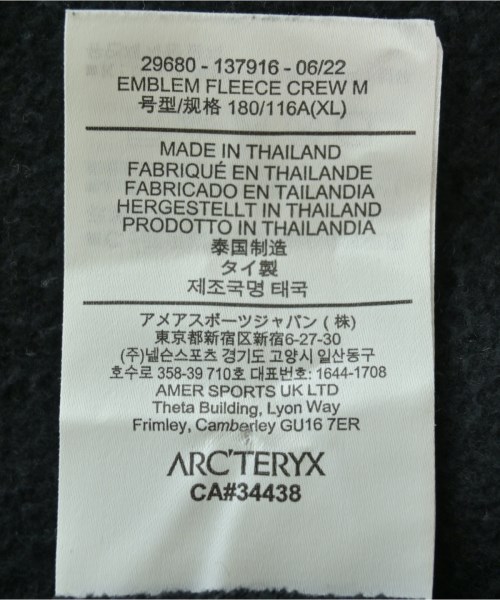 29680 - 137916 - 06/22
EMBLEM FLEECE CREW M
号型/规格 180/116A(XL)
MADE IN THAILAND
FABRIQUÉ EN THAILANDE
FABRICADO EN TAILANDIA
HERGESTELLT IN THAILAND
PRODOTTO IN THAILANDIA
泰国制造
タイ製
제조국명 태국
アメアスポーツジャパン ( 株)
東京都新宿区新宿6-27-30
(주)넬슨스포츠 경기도 고양시 일산동구
호수로 358-39 710호 대표번호: 1644-1708
AMER SPORTS UK LTD
Theta Building, Lyon Way
Frimley, Camberley GU16 7ER
ARC'TERYX
CA#34438